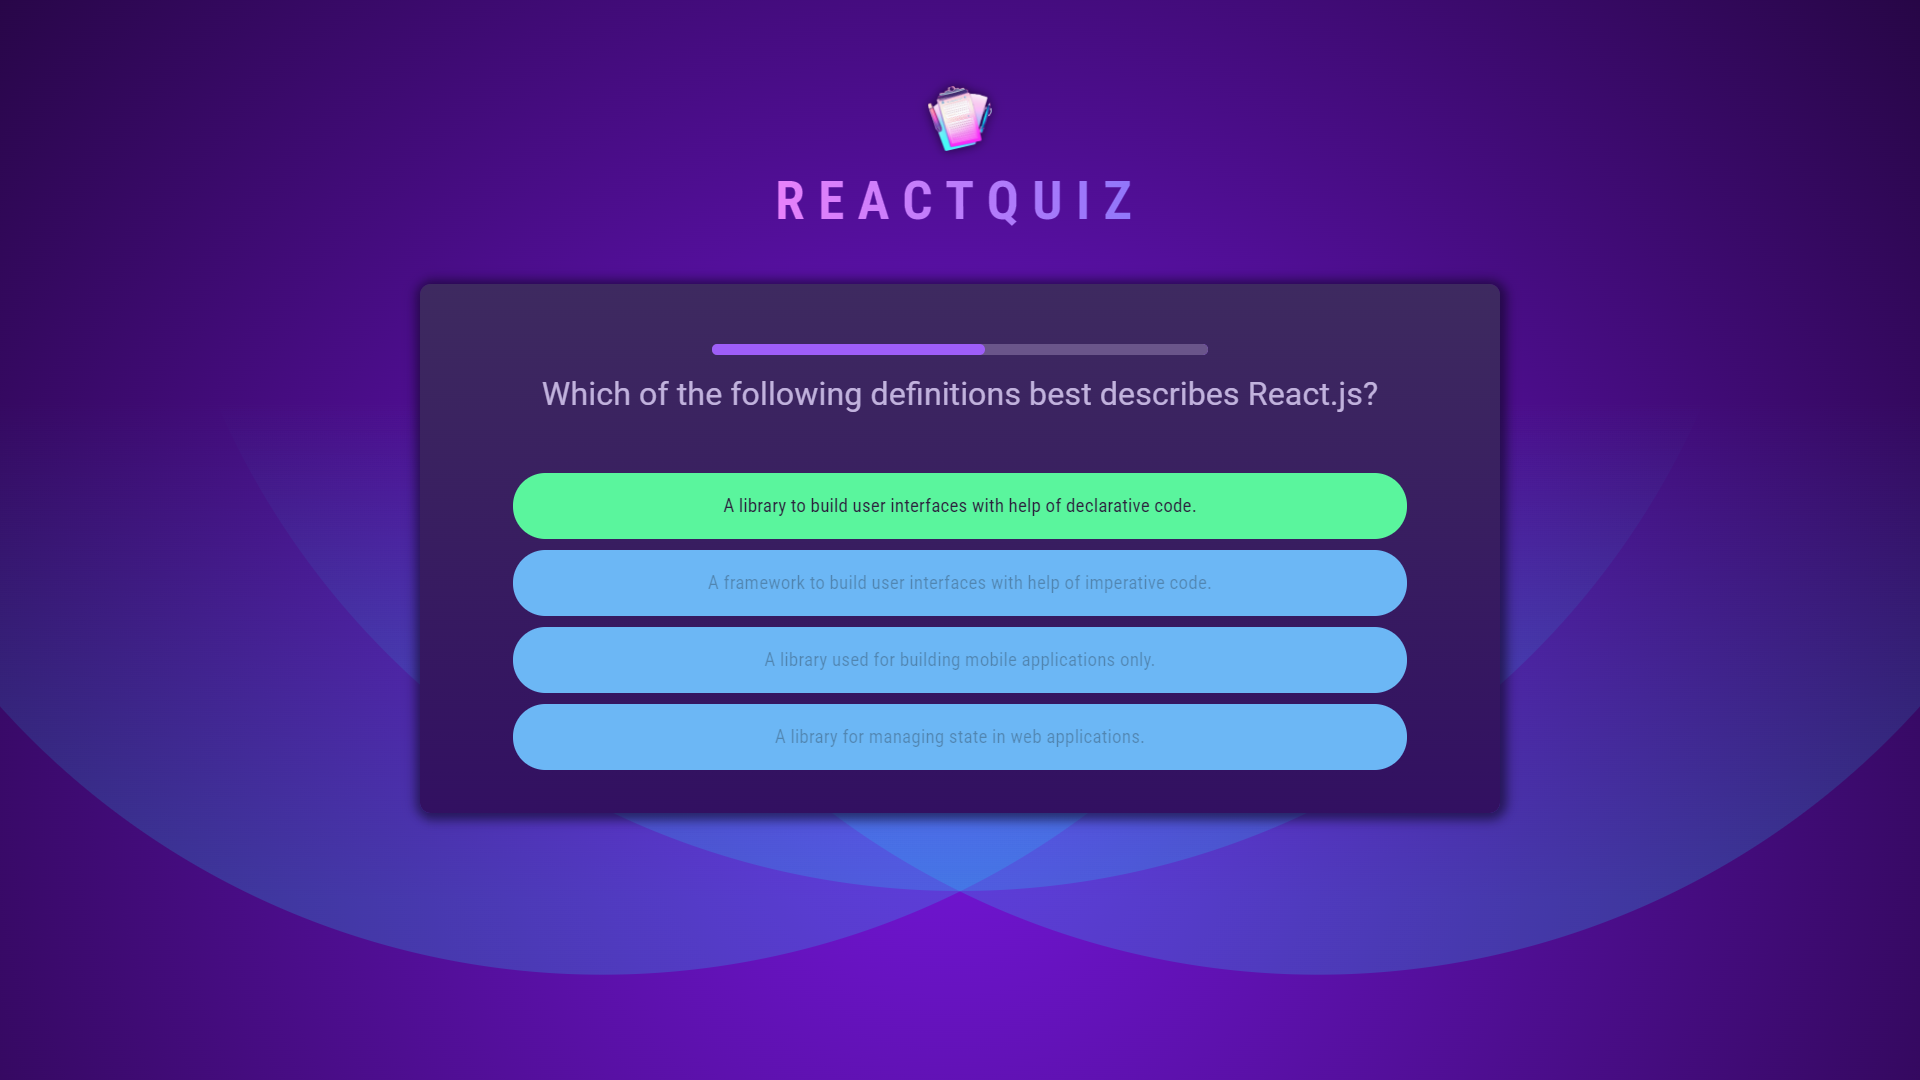 REACTQUIZ
Which of the following definitions best describes React.js?
A library to build user interfaces with help of declarative code.
A framework to build user interfaces with help of imperative code.
A library used for building mobile applications only.
A library for managing state in web applications.